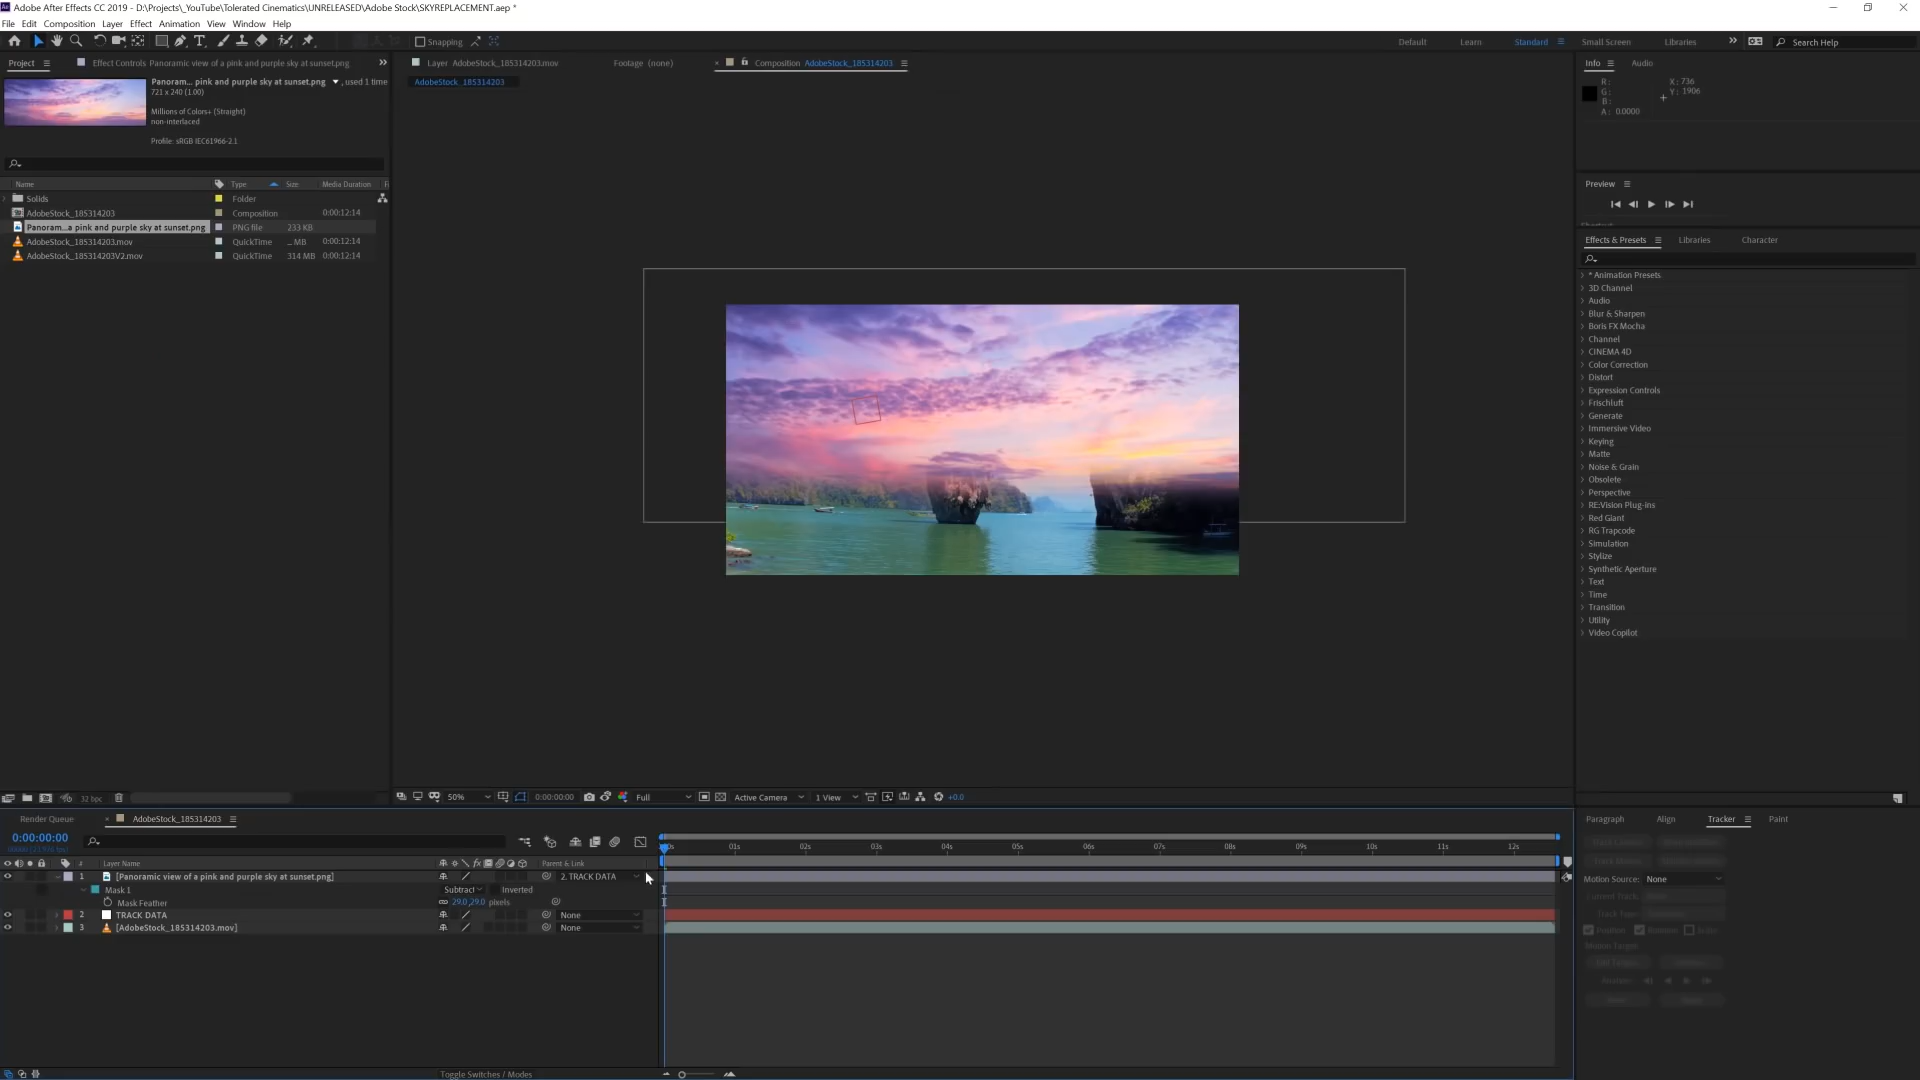 Adobe After Effects CC 2019 - D:\Projects\_YouTube\Tolerated Cinematics\UNRELEASED\Adobe Stock\SKYREPLACEMENT.aep *
File Edit Composition Layer Effect Animation View Window Help
Snapping
Default Learn Standard Small Screen Libraries Search Help
Project Effect Controls Panoramic view of a pink and purple sky at sunset.png
Layer AdobeStock_185314203.mov Footage (none) Composition AdobeStock_185314203
AdobeStock_185314203
Panoram... pink and purple sky at sunset.png , used 1 time
721 x 240 (1.00)
Millions of Colors+ (Straight)
non-interlaced
Profile: sRGB IEC61966-2.1
Name Type Size Media Duration
Solids Folder
AdobeStock_185314203 Composition 0:00:12:14
Panoram...a pink and purple sky at sunset.png PNG file 233 KB
AdobeStock_185314203.mov QuickTime ... MB 0:00:12:14
AdobeStock_185314203V2.mov QuickTime 314 MB 0:00:12:14
32 bpc
Info Audio
R: X: 736
G: Y: 1906
B:
A: 0.0000
Preview
Effects & Presets Libraries Character
* Animation Presets
3D Channel
Audio
Blur & Sharpen
Boris FX Mocha
Channel
CINEMA 4D
Color Correction
Distort
Expression Controls
Frischluft
Generate
Immersive Video
Keying
Matte
Noise & Grain
Obsolete
Perspective
RE:Vision Plug-ins
Red Giant
RG Trapcode
Simulation
Stylize
Synthetic Aperture
Text
Time
Transition
Utility
Video Copilot
50% 0:00:00:00 Full Active Camera 1 View +0.0
Render Queue AdobeStock_185314203
0:00:00:00
01s 02s 03s 04s 05s 06s 07s 08s 09s 10s 11s 12s
# Layer Name Parent & Link
1 [Panoramic view of a pink and purple sky at sunset.png] 2. TRACK DATA
Mask 1 Subtract Inverted
Mask Feather 29.0,29.0 pixels
2 TRACK DATA None
3 [AdobeStock_185314203.mov] None
Toggle Switches / Modes
Paragraph Align Tracker Paint
Motion Source: None
Current Track:
Track Type:
Position Rotation Scale
Motion Target:
Analyze: